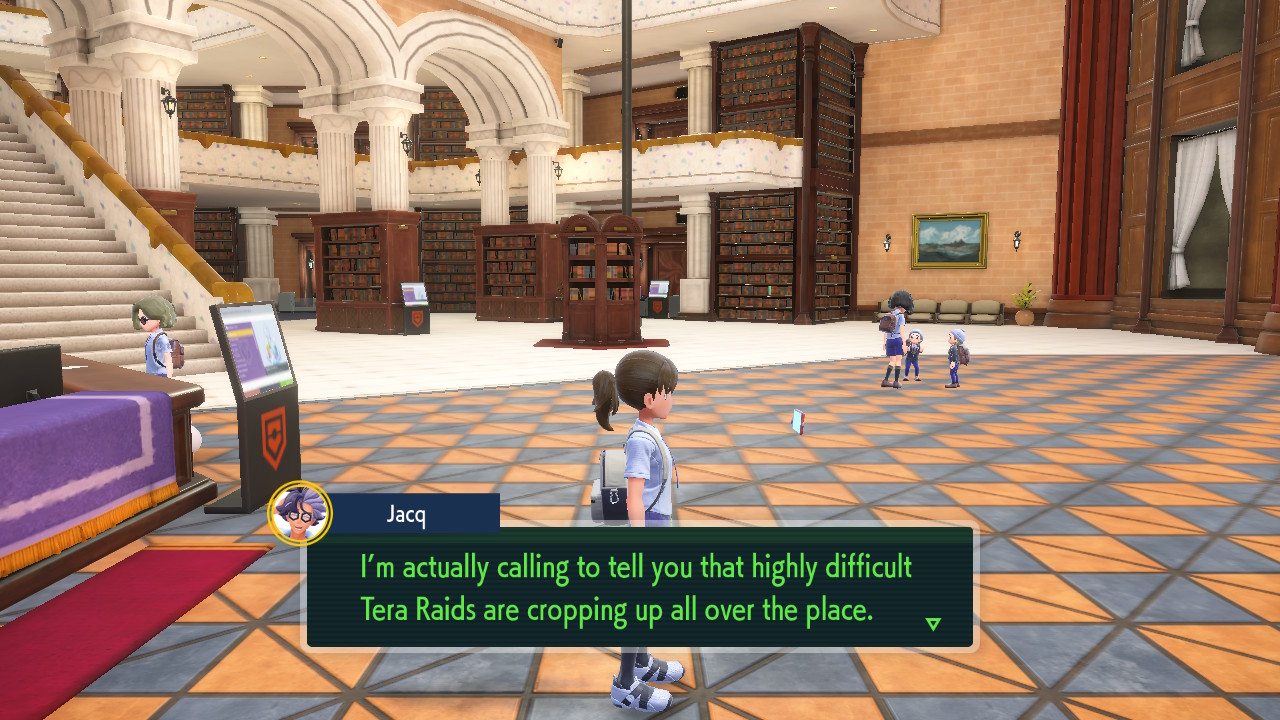 Jacq
I'm actually calling to tell you that highly difficult
Tera Raids are cropping up all over the place.